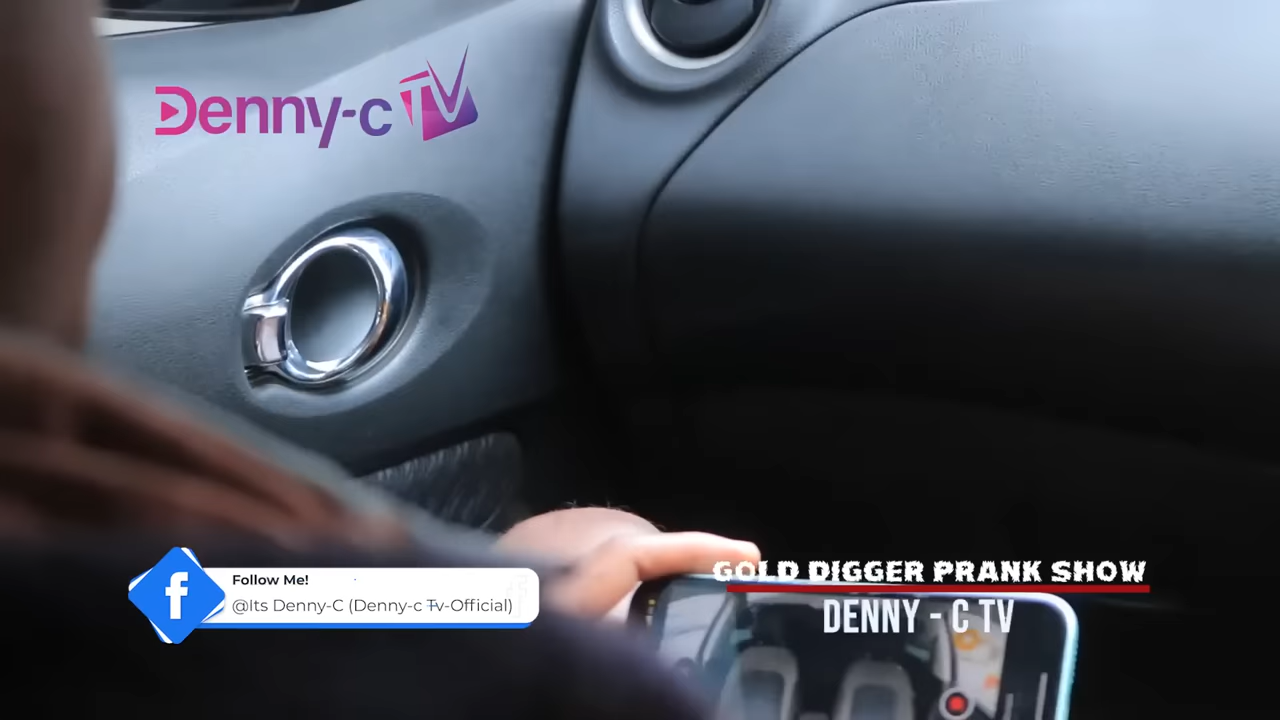 Denny-c TV
Follow Me!
@Its Denny-C (Denny-c Tv-Official)
GOLD DIGGER PRANK SHOW
DENNY - C TV